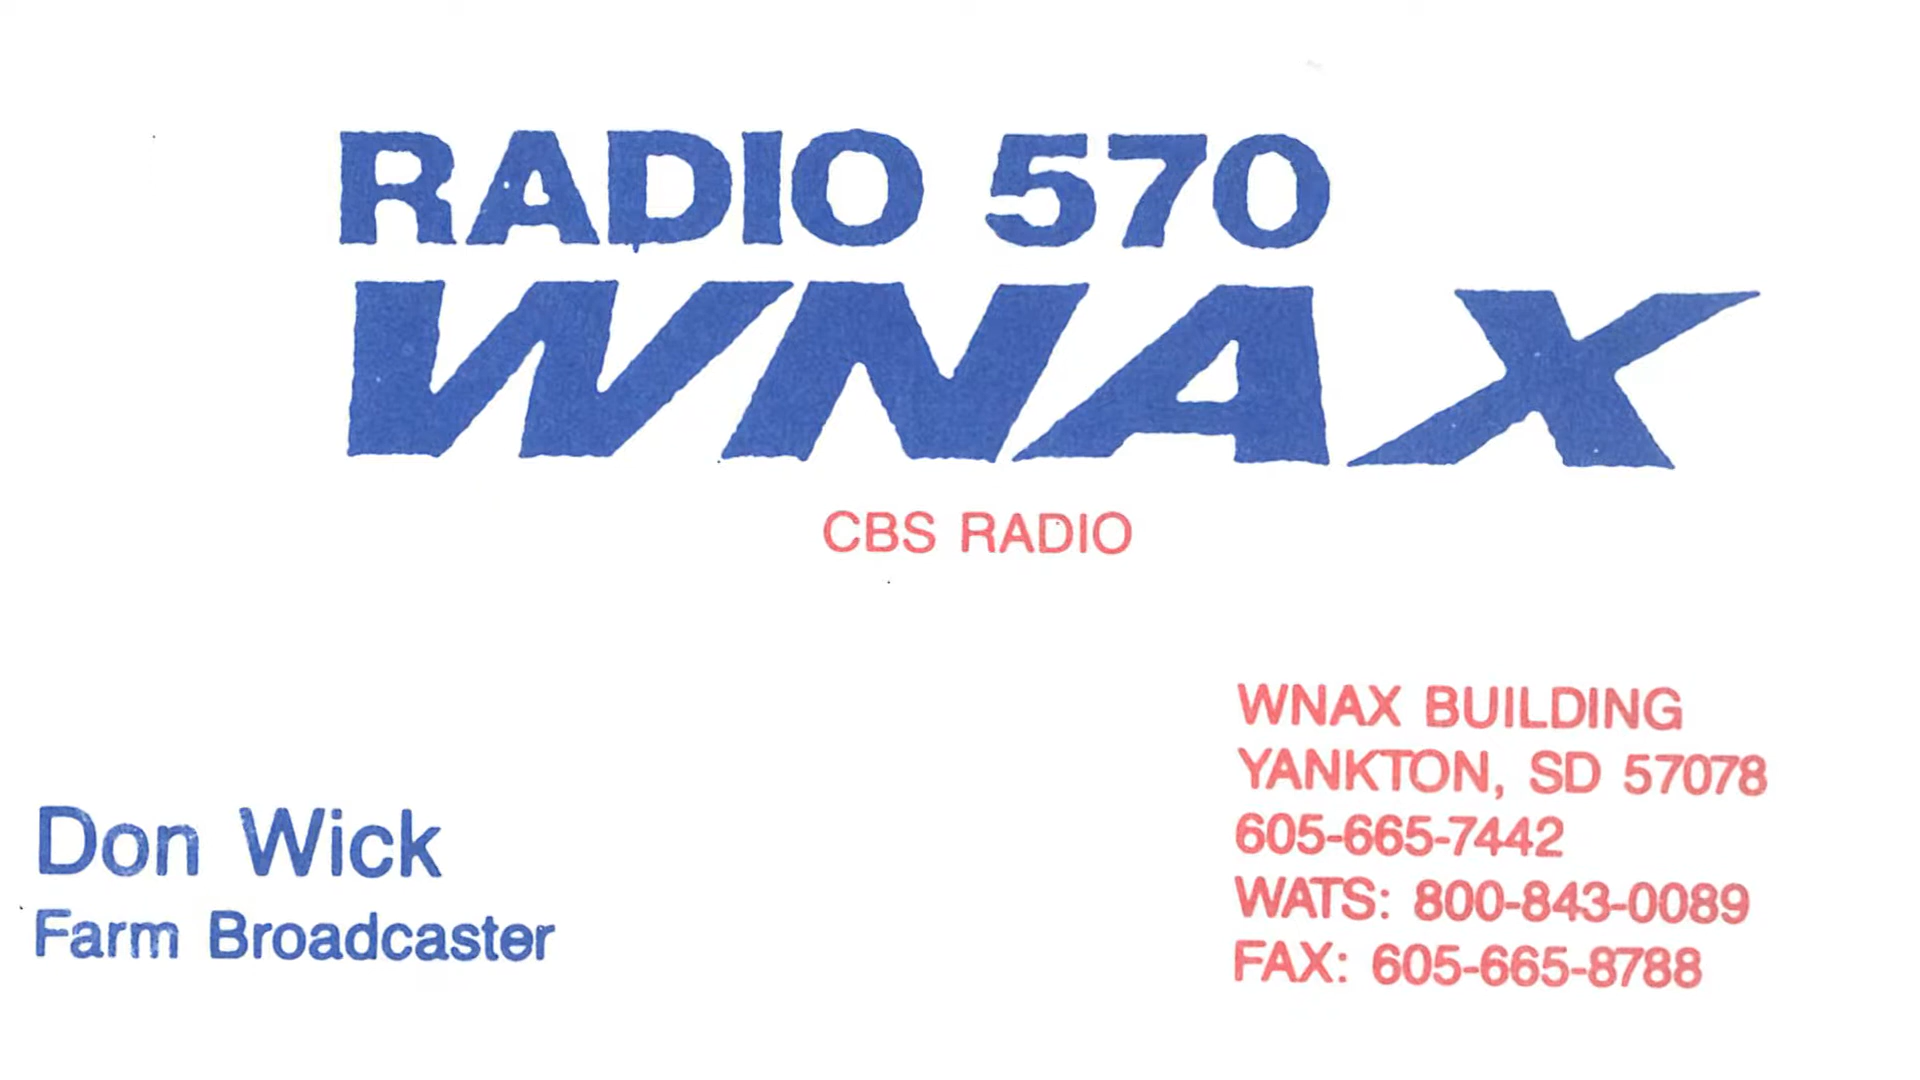 RADIO 570
WNAX
CBS RADIO
Don Wick
Farm Broadcaster
WNAX BUILDING
YANKTON, SD 57078
605-665-7442
WATS: 800-843-0089
FAX: 605-665-8788